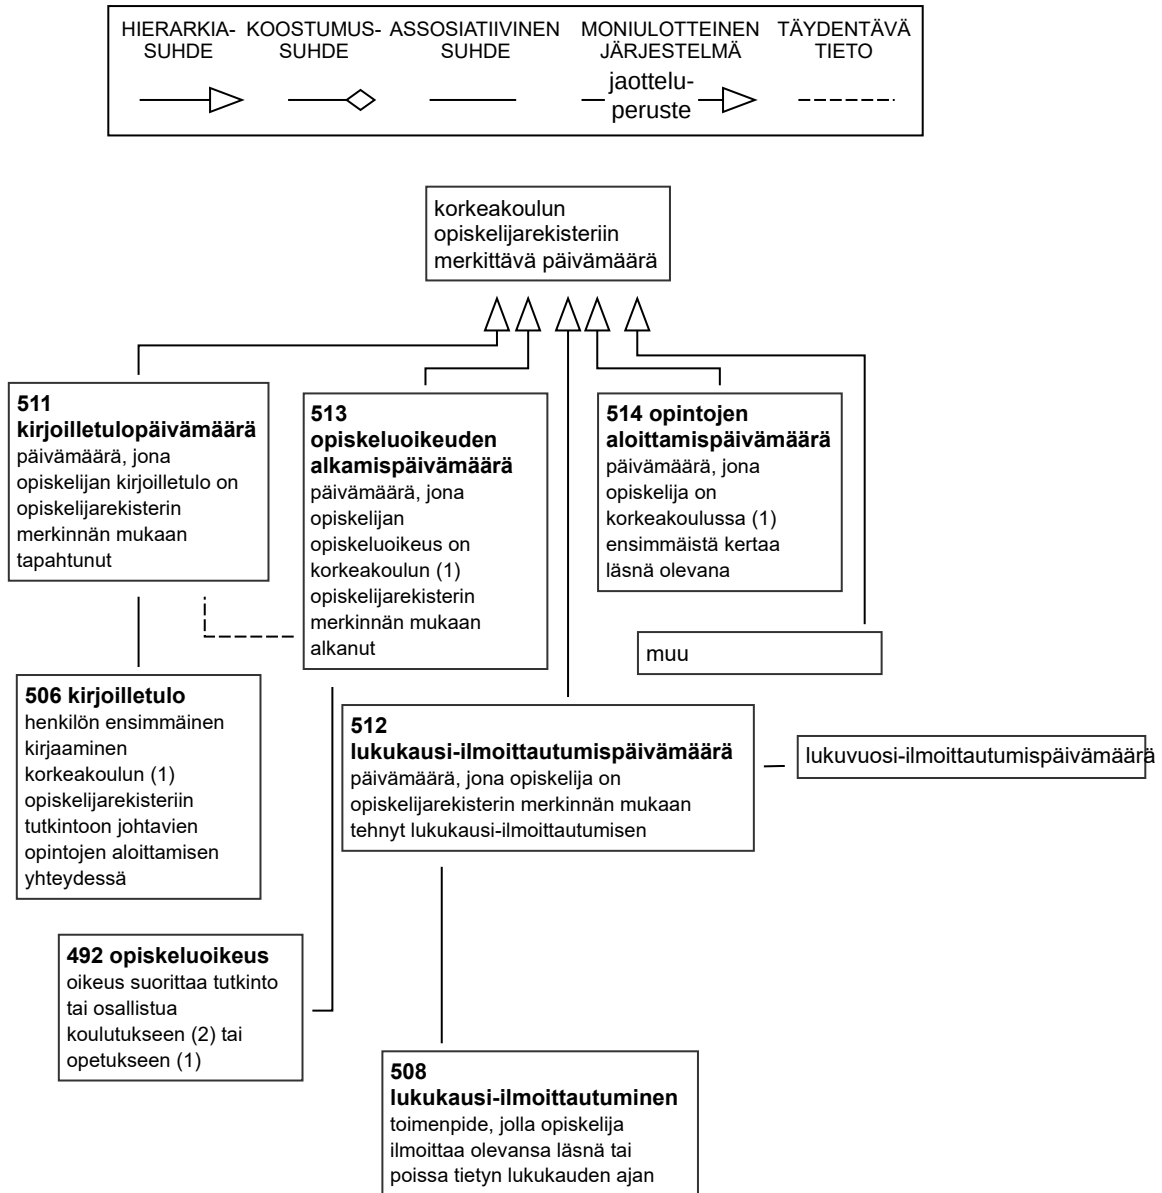 HIERARKIA-
SUHDE
KOOSTUMUS-
SUHDE
ASSOSIATIIVINEN
SUHDE
MONIULOTTEINEN
JÄRJESTELMÄ
jaottelu-
peruste
TÄYDENTÄVÄ
TIETO
korkeakoulun
opiskelijarekisteriin
merkittävä päivämäärä
511
kirjoilletulopäivämäärä
päivämäärä, jona
opiskelijan kirjoilletulo on
opiskelijarekisterin
merkinnän mukaan
tapahtunut
513
opiskeluoikeuden
alkamispäivämäärä
päivämäärä, jona
opiskelijan
opiskeluoikeus on
korkeakoulun (1)
opiskelijarekisterin
merkinnän mukaan
alkanut
514 opintojen
aloittamispäivämäärä
päivämäärä, jona
opiskelija on
korkeakoulussa (1)
ensimmäistä kertaa
läsnä olevana
muu
506 kirjoilletulo
henkilön ensimmäinen
kirjaaminen
korkeakoulun (1)
opiskelijarekisteriin
tutkintoon johtavien
opintojen aloittamisen
yhteydessä
512
lukukausi-ilmoittautumispäivämäärä
päivämäärä, jona opiskelija on
opiskelijarekisterin merkinnän mukaan
tehnyt lukukausi-ilmoittautumisen
lukuvuosi-ilmoittautumispäivämäärä
492 opiskeluoikeus
oikeus suorittaa tutkinto
tai osallistua
koulutukseen (2) tai
opetukseen (1)
508
lukukausi-ilmoittautuminen
toimenpide, jolla opiskelija
ilmoittaa olevansa läsnä tai
poissa tietyn lukukauden ajan